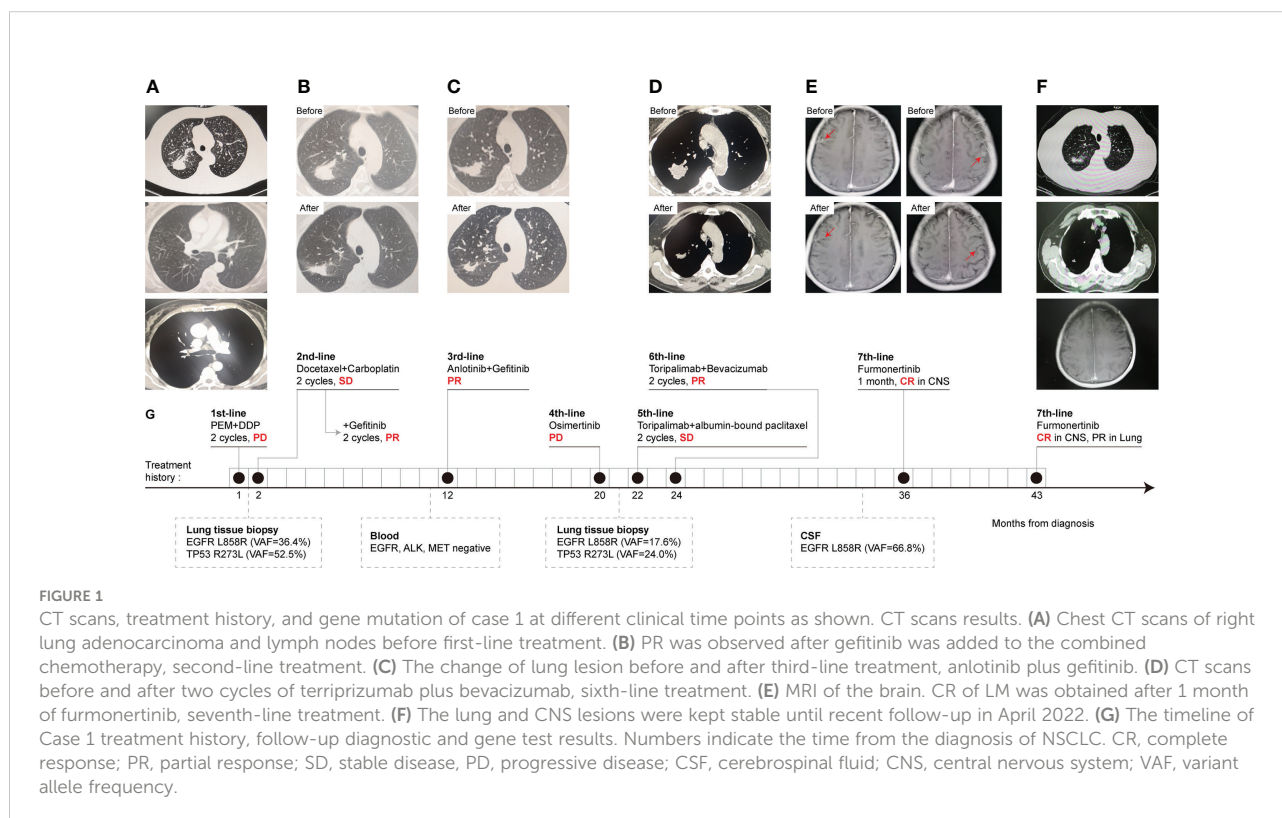 A
B
C
D
E
F
Before
Before
Before
Before
Before
After
After
After
After
After
2nd-line
Docetaxel+Carboplatin
2 cycles, SD
3rd-line
Anlotinib+Gefitinib
PR
6th-line
Toripalimab+Bevacizumab
2 cycles, PR
7th-line
Furmonertinib
1 month, CR in CNS
G
1st-line
PEM+DDP
2 cycles, PD
+Gefitinib
2 cycles, PR
4th-line
Osimertinib
PD
5th-line
Toripalimab+albumin-bound paclitaxel
2 cycles, SD
7th-line
Furmonertinib
CR in CNS, PR in Lung
Treatment
history :
1 2 12 20 22 24 36 43
Months from diagnosis
Lung tissue biopsy
EGFR L858R (VAF=36.4%)
TP53 R273L (VAF=52.5%)
Blood
EGFR, ALK, MET negative
Lung tissue biopsy
EGFR L858R (VAF=17.6%)
TP53 R273L (VAF=24.0%)
CSF
EGFR L858R (VAF=66.8%)
FIGURE 1
CT scans, treatment history, and gene mutation of case 1 at different clinical time points as shown. CT scans results. (A) Chest CT scans of right
lung adenocarcinoma and lymph nodes before first-line treatment. (B) PR was observed after gefitinib was added to the combined
chemotherapy, second-line treatment. (C) The change of lung lesion before and after third-line treatment, anlotinib plus gefitinib. (D) CT scans
before and after two cycles of terriprizumab plus bevacizumab, sixth-line treatment. (E) MRI of the brain. CR of LM was obtained after 1 month
of furmonertinib, seventh-line treatment. (F) The lung and CNS lesions were kept stable until recent follow-up in April 2022. (G) The timeline of
Case 1 treatment history, follow-up diagnostic and gene test results. Numbers indicate the time from the diagnosis of NSCLC. CR, complete
response; PR, partial response; SD, stable disease, PD, progressive disease; CSF, cerebrospinal fluid; CNS, central nervous system; VAF, variant
allele frequency.